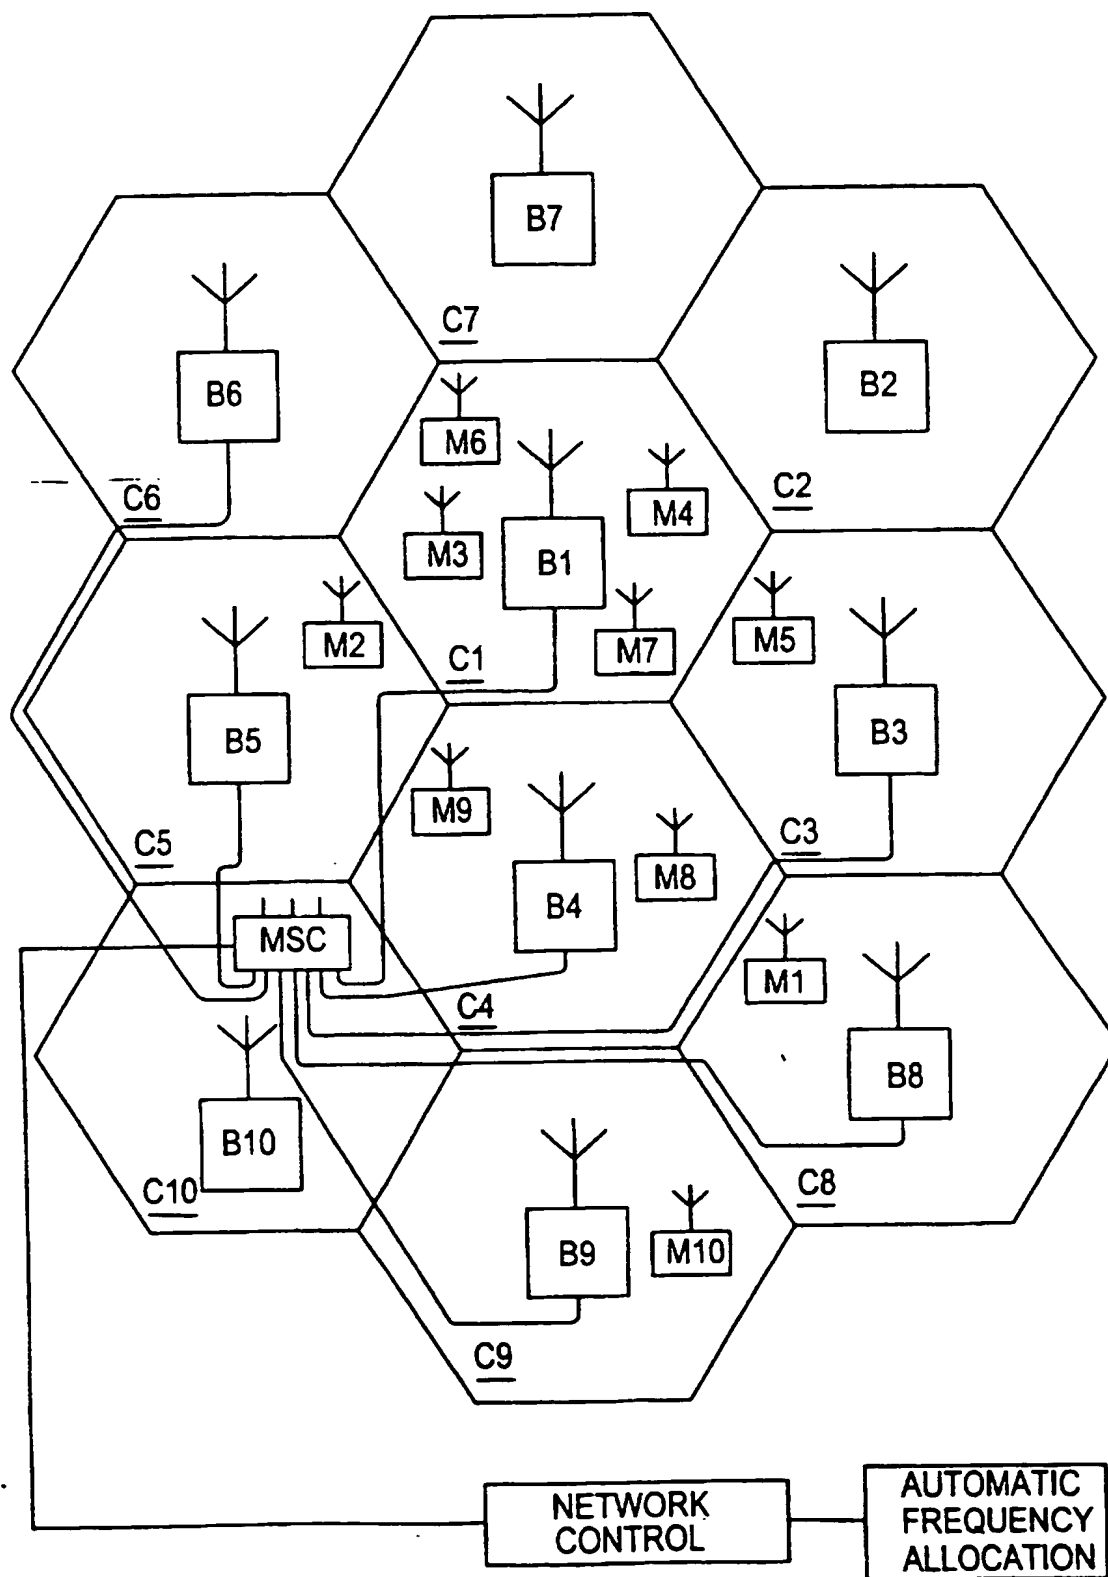 B7
C7
B6
B2
M6
C6
C2
M4
M3
B1
M2
M7
M5
C1
B5
B3
M9
C5
C3
M8
B4
MSC
M1
C4
B8
B10
C10
C8
B9
M10
C9
NETWORK
CONTROL
AUTOMATIC
FREQUENCY
ALLOCATION